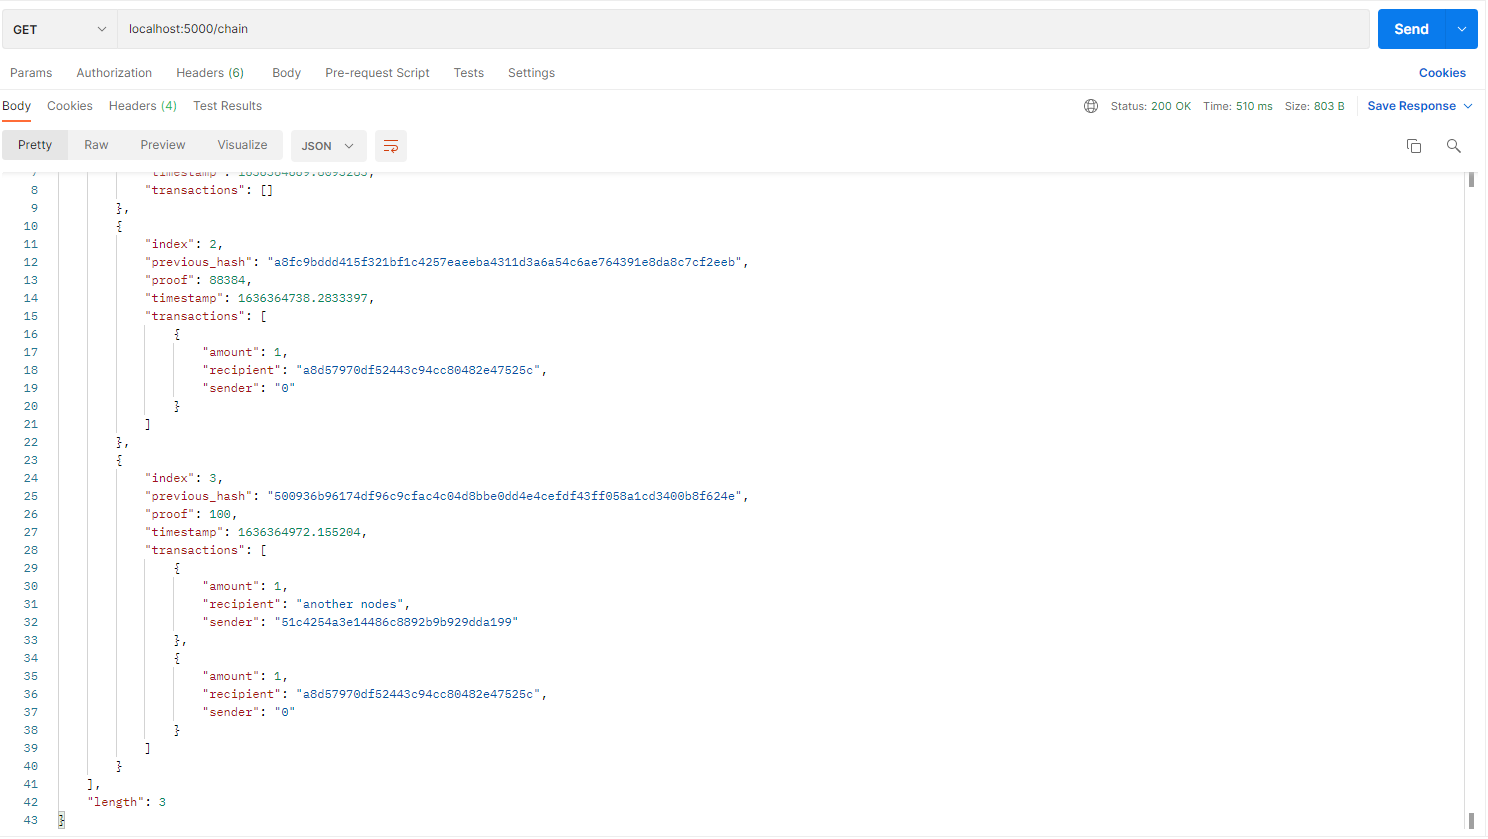 GET localhost:5000/chain Send
Params Authorization Headers (6) Body Pre-request Script Tests Settings Cookies
Body Cookies Headers (4) Test Results Status: 200 OK Time: 510 ms Size: 803 B Save Response
Pretty Raw Preview Visualize JSON
8 "transactions": []
9 },
10 {
11 "index": 2,
12 "previous_hash": "a8fc9bddd415f321bf1c4257eaeeba4311d3a6a54c6ae764391e8da8c7cf2eeb",
13 "proof": 88384,
14 "timestamp": 1636364738.2833397,
15 "transactions": [
16 {
17 "amount": 1,
18 "recipient": "a8d57970df52443c94cc80482e47525c",
19 "sender": "0"
20 }
21 ]
22 },
23 {
24 "index": 3,
25 "previous_hash": "500936b96174df96c9cfac4c04d8bbe0dd4e4cefdf43ff058a1cd3400b8f624e",
26 "proof": 100,
27 "timestamp": 1636364972.155204,
28 "transactions": [
29 {
30 "amount": 1,
31 "recipient": "another nodes",
32 "sender": "51c4254a3e14486c8892b9b929dda199"
33 },
34 {
35 "amount": 1,
36 "recipient": "a8d57970df52443c94cc80482e47525c",
37 "sender": "0"
38 }
39 ]
40 }
41 ],
42 "length": 3
43 }